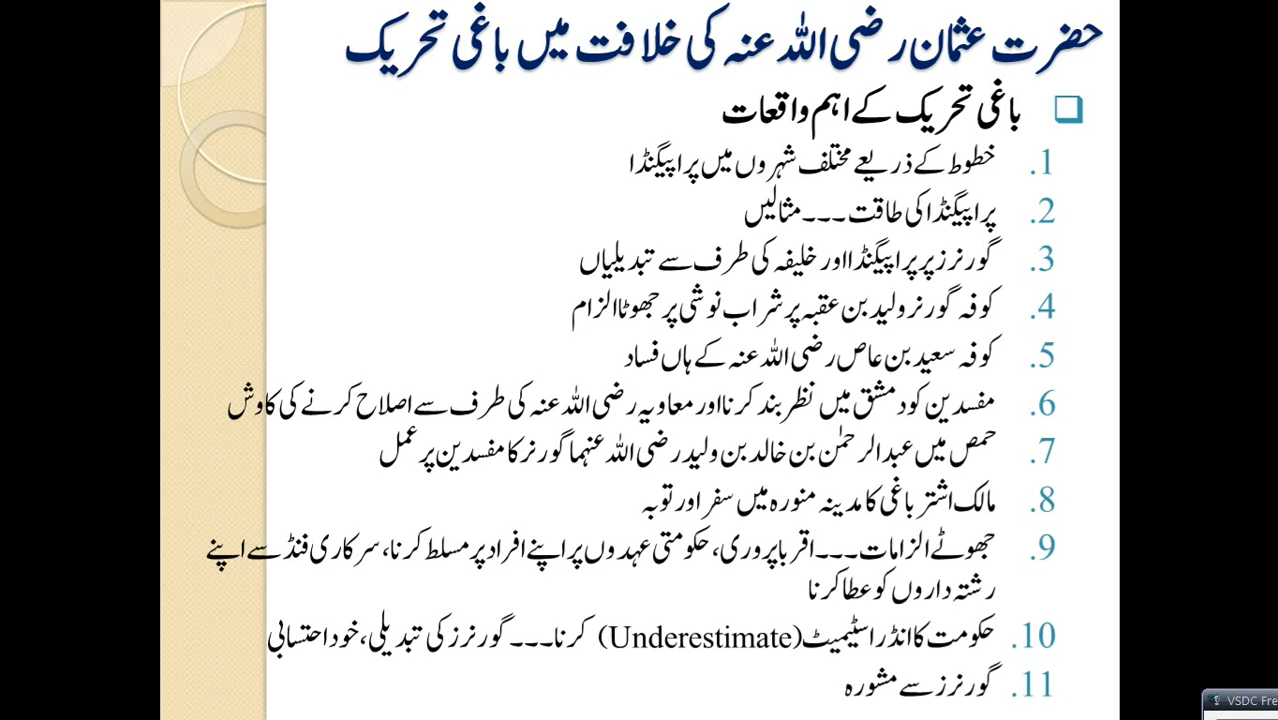 حضرت عثمان رضی اللہ عنہ کی خلافت میں باغی تحریک
باغی تحریک کے اہم واقعات
1. خطوط کے ذریعے مختلف شہروں میں پراپیگنڈا
2. پراپیگنڈا کی طاقت۔۔۔ مثالیں
3. گورنرز پر پراپیگنڈا اور خلیفہ کی طرف سے تبدیلیاں
4. کوفہ گورنر ولید بن عقبہ پر شراب نوشی پر جھوٹا الزام
5. کوفہ سعید بن عاص رضی اللہ عنہ کے ہاں فساد
6. مفسدین کو دمشق میں نظر بند کرنا اور معاویہ رضی اللہ عنہ کی طرف سے اصلاح کرنے کی کاوش
7. حمص میں عبدالرحمٰن بن خالد بن ولید رضی اللہ عنہما گورنر کا مفسدین پر عمل
8. مالک اشتر باغی کا مدینہ منورہ میں سفر اور توبہ
9. جھوٹے الزامات۔۔۔ اقربا پروری، حکومتی عہدوں پر اپنے افراد پر مسلط کرنا، سرکاری فنڈ سے اپنے
رشتہ داروں کو عطا کرنا
10. حکومت کا انڈر اسٹیمیٹ (Underestimate) کرنا۔۔۔ گورنرز کی تبدیلی، خود احتسابی
11. گورنرز سے مشورہ
VSDC Fre